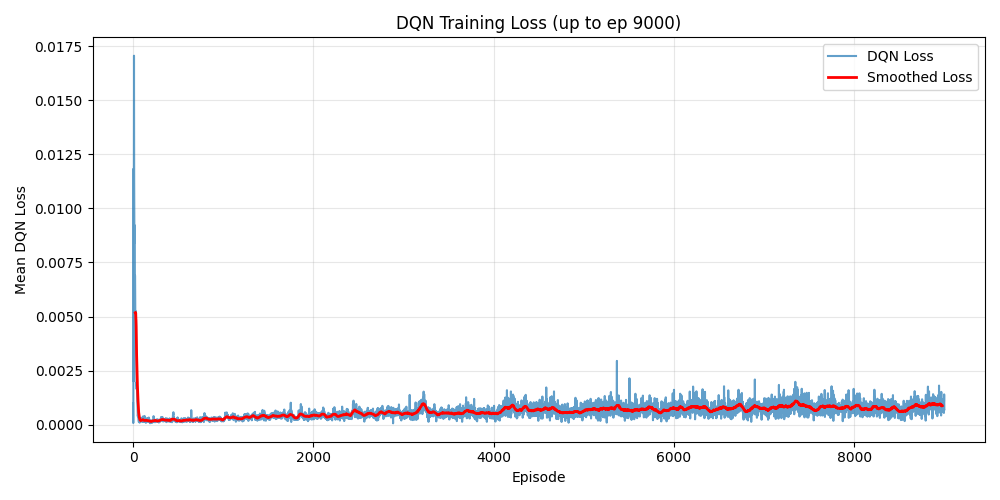 DQN Training Loss (up to ep 9000)
DQN Loss
Smoothed Loss
Mean DQN Loss
0.0175
0.0150
0.0125
0.0100
0.0075
0.0050
0.0025
0.0000
0 2000 4000 6000 8000
Episode